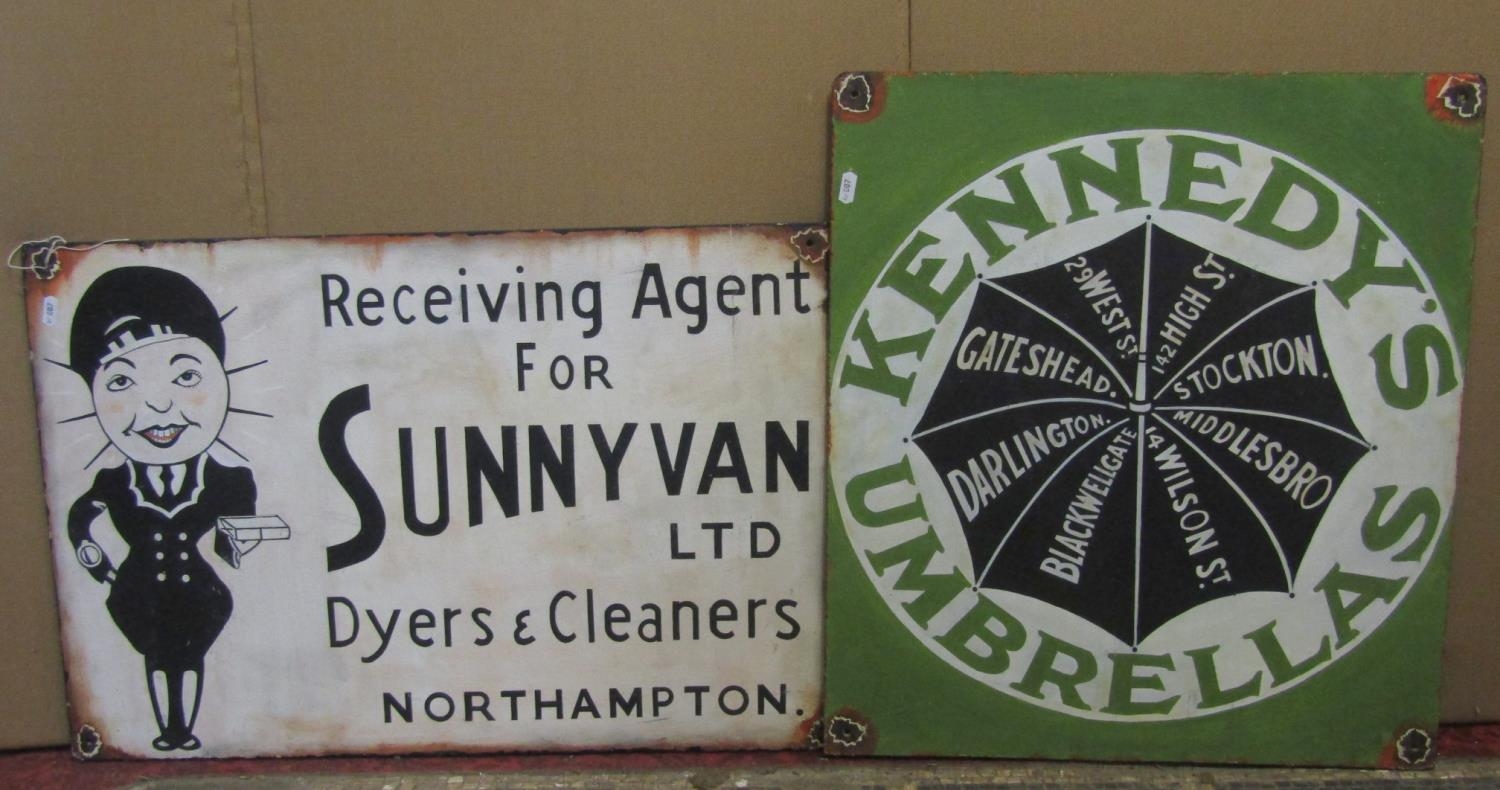 Receiving Agent
FOR
SUNNYVAN
LTD
Dyers & Cleaners
NORTHAMPTON.
KENNEDY'S
29 WEST ST.
GATESHEAD.
142 HIGH ST.
STOCKTON.
DARLINGTON.
BLACKWELLGATE
MIDDLESBRO
14 WILSON ST.
UMBRELLAS